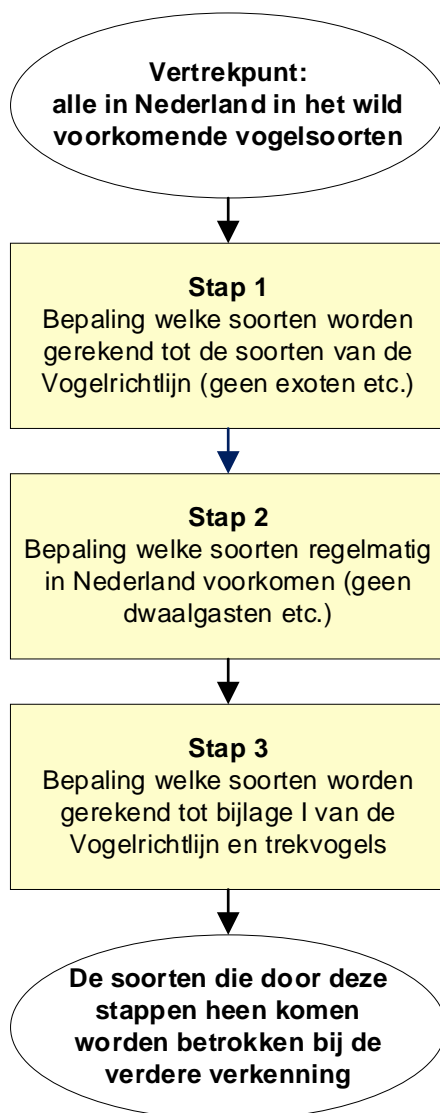 Vertrekpunt:
alle in Nederland in het wild
voorkomende vogelsoorten
Stap 1
Bepaling welke soorten worden
gerekend tot de soorten van de
Vogelrichtlijn (geen exoten etc.)
Stap 2
Bepaling welke soorten regelmatig
in Nederland voorkomen (geen
dwaalgasten etc.)
Stap 3
Bepaling welke soorten worden
gerekend tot bijlage I van de
Vogelrichtlijn en trekvogels
De soorten die door deze
stappen heen komen
worden betrokken bij de
verdere verkenning